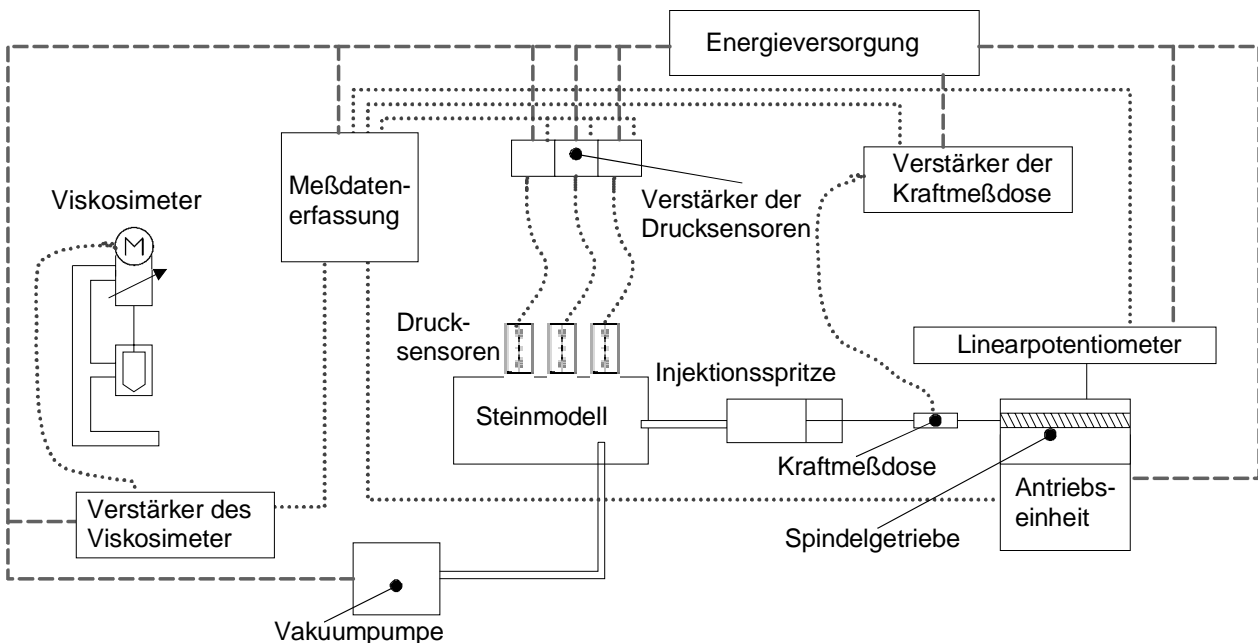 Energieversorgung
Meßdaten-
erfassung
Verstärker der
Kraftmeßdose
Verstärker der
Drucksensoren
Viskosimeter
M
Druck-
sensoren
Linearpotentiometer
Injektionsspritze
Steinmodell
Kraftmeßdose
Antriebs-
einheit
Verstärker des
Viskosimeter
Spindelgetriebe
Vakuumpumpe